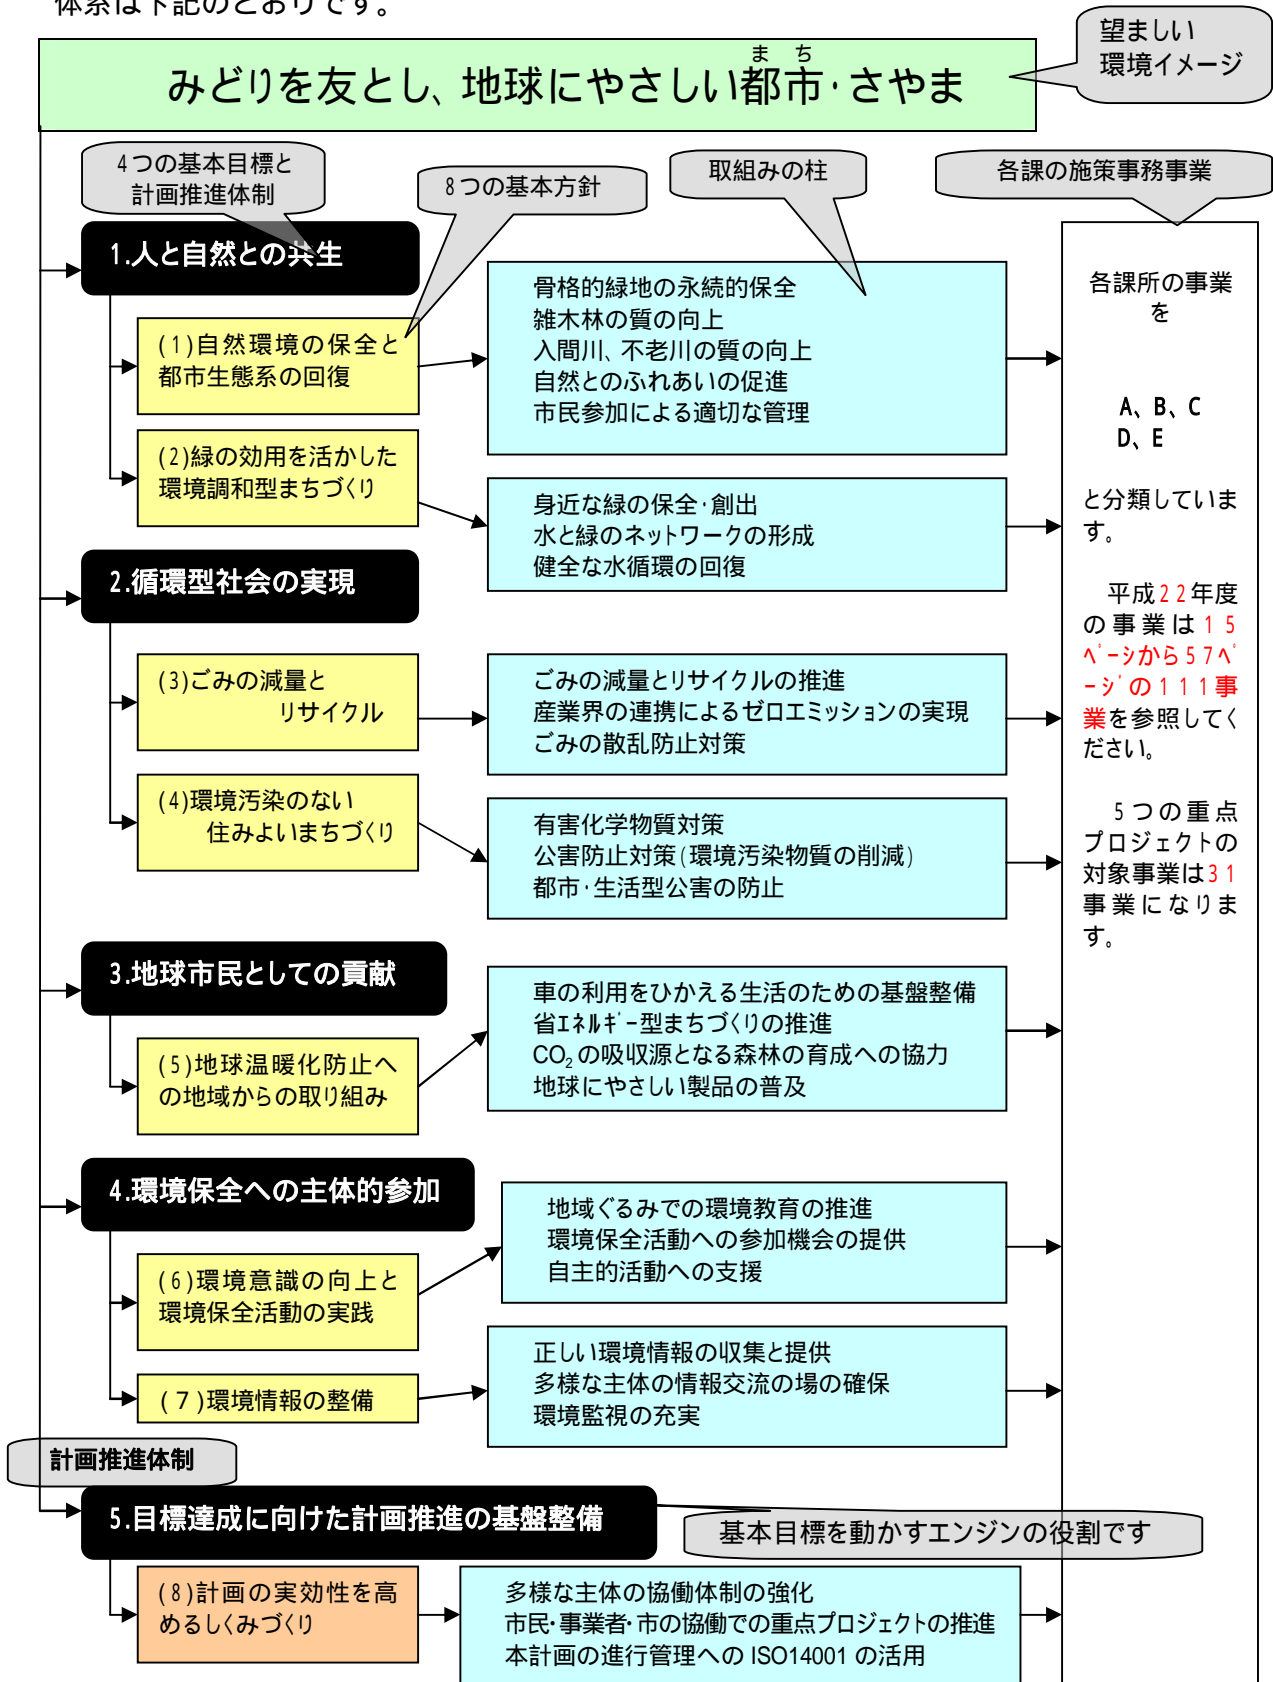 体系は下記のとおりです。
望ましい
環境イメージ
ま ち
みどりを友とし、地球にやさしい都市・さやま
4つの基本目標と
計画推進体制
8つの基本方針
取組みの柱
各課の施策事務事業
1.人と自然との共生
(1)自然環境の保全と
都市生態系の回復
骨格的緑地の永続的保全
雑木林の質の向上
入間川、不老川の質の向上
自然とのふれあいの促進
市民参加による適切な管理
(2)緑の効用を活かした
環境調和型まちづくり
身近な緑の保全・創出
水と緑のネットワークの形成
健全な水循環の回復
2.循環型社会の実現
(3)ごみの減量と
リサイクル
ごみの減量とリサイクルの推進
産業界の連携によるゼロエミッションの実現
ごみの散乱防止対策
(4)環境汚染のない
住みよいまちづくり
有害化学物質対策
公害防止対策(環境汚染物質の削減)
都市・生活型公害の防止
3.地球市民としての貢献
(5)地球温暖化防止へ
の地域からの取り組み
車の利用をひかえる生活のための基盤整備
省ｴﾈﾙｷﾞｰ型まちづくりの推進
CO₂の吸収源となる森林の育成への協力
地球にやさしい製品の普及
4.環境保全への主体的参加
(6)環境意識の向上と
環境保全活動の実践
地域ぐるみでの環境教育の推進
環境保全活動への参加機会の提供
自主的活動への支援
(7)環境情報の整備
正しい環境情報の収集と提供
多様な主体の情報交流の場の確保
環境監視の充実
計画推進体制
5.目標達成に向けた計画推進の基盤整備
基本目標を動かすエンジンの役割です
(8)計画の実効性を高
めるしくみづくり
多様な主体の協働体制の強化
市民・事業者・市の協働での重点プロジェクトの推進
本計画の進行管理への ISO14001 の活用
各課所の事業
を
A、B、C
D、E
と分類していま
す。
平成22年度
の事業は15
ﾍﾟｰｼﾞから57ﾍﾟ
ｰｼﾞの111事
業を参照してく
ださい。
5つの重点
プロジェクトの
対象事業は31
事業になりま
す。